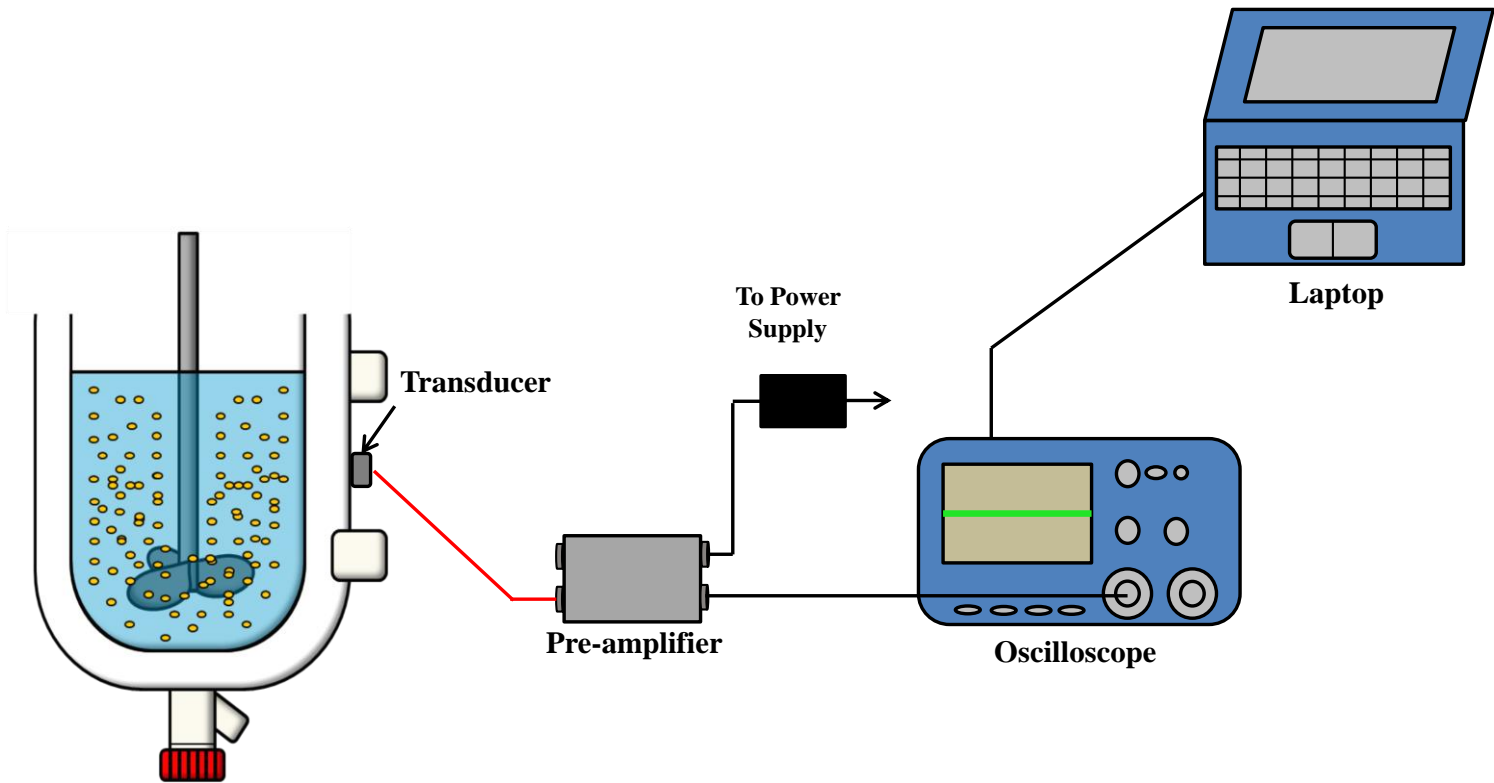 Laptop
To Power
Supply
Transducer
Pre-amplifier
Oscilloscope